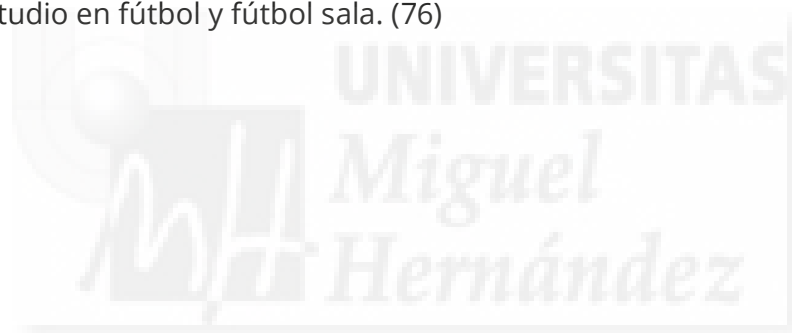 tudio en fútbol y fútbol sala. (76)
UNIVERSITAS
Miguel
Hernández